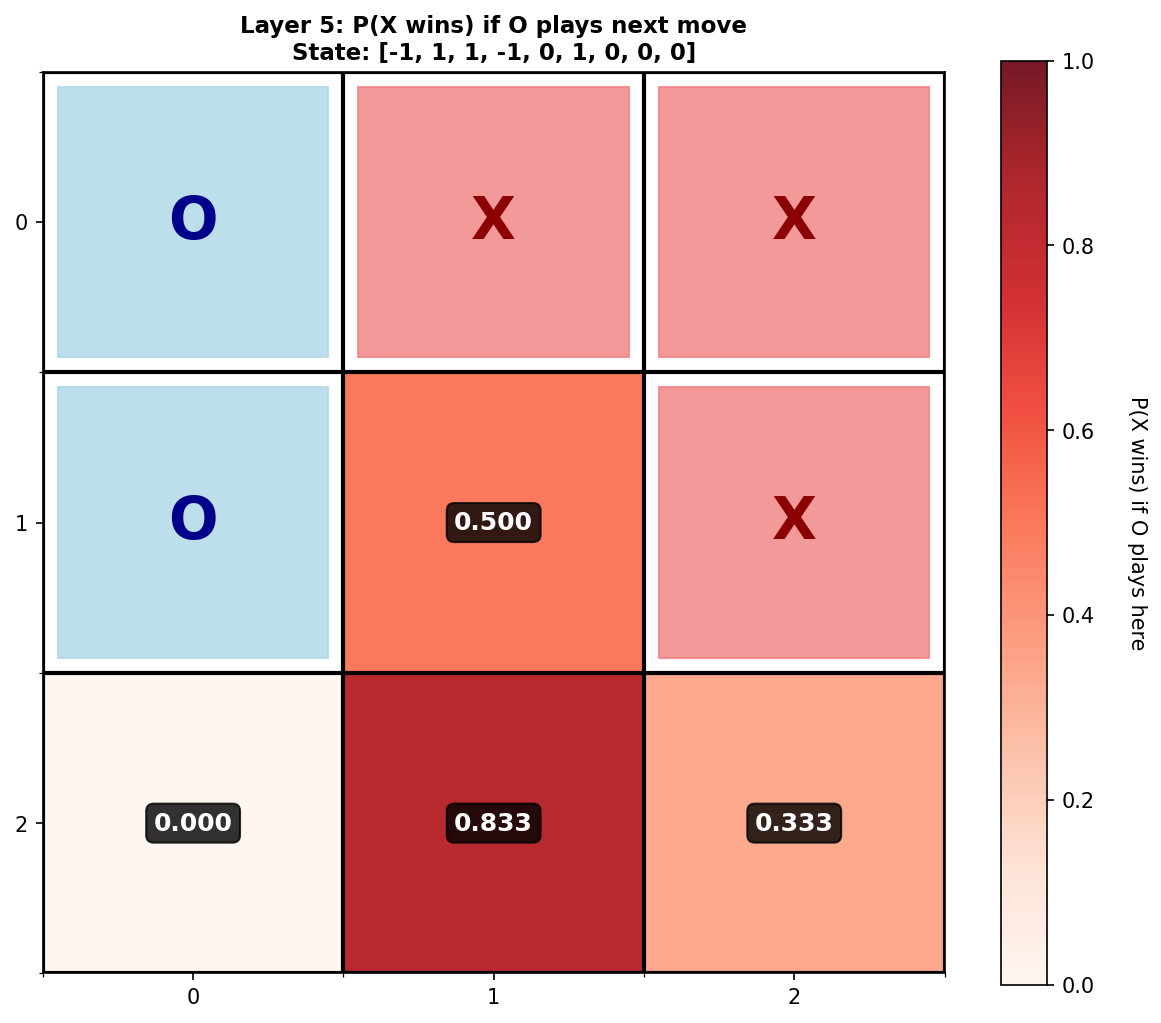 Layer 5: P(X wins) if O plays next move
State: [-1, 1, 1, -1, 0, 1, 0, 0, 0]
0
O
X
X
1
O
0.500
X
2
0.000
0.833
0.333
0
1
2
1.0
0.8
0.6
0.4
0.2
0.0
P(X wins) if O plays here